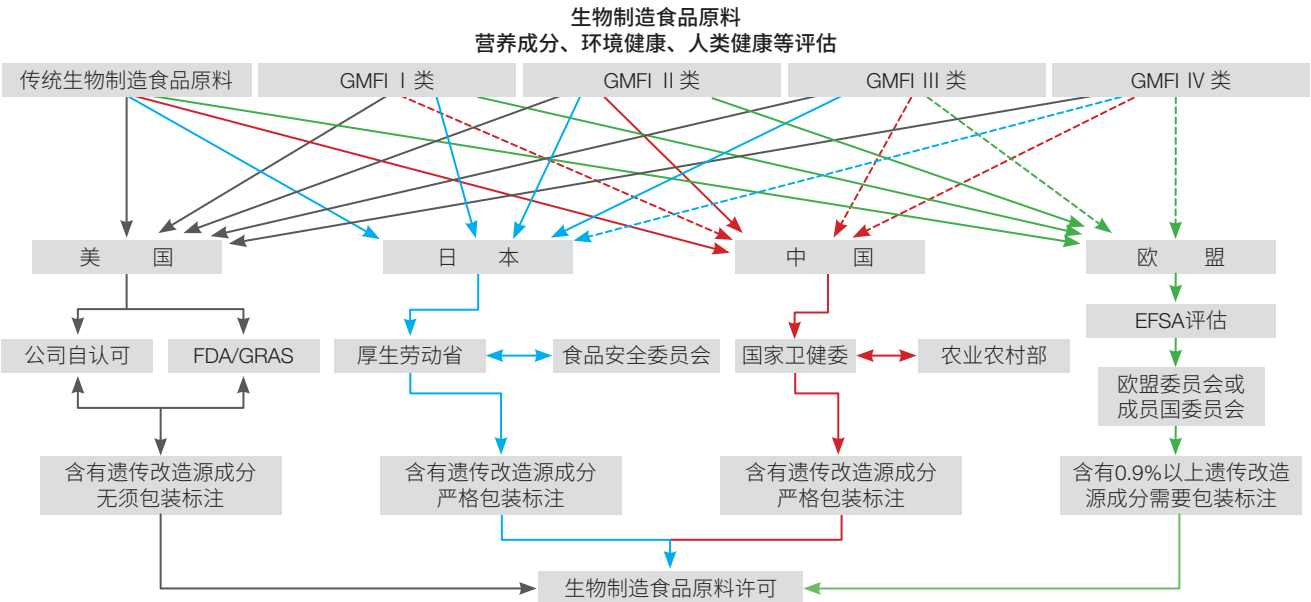 生物制造食品原料
营养成分、环境健康、人类健康等评估
传统生物制造食品原料
GMFI Ⅰ 类
GMFI Ⅱ 类
GMFI Ⅲ 类
GMFI Ⅳ 类
美 国
日 本
中 国
欧 盟
EFSA评估
公司自认可
FDA/GRAS
厚生劳动省
食品安全委员会
国家卫健委
农业农村部
欧盟委员会或
成员国委员会
含有遗传改造源成分
无须包装标注
含有遗传改造源成分
严格包装标注
含有遗传改造源成分
严格包装标注
含有0.9%以上遗传改造
源成分需要包装标注
生物制造食品原料许可